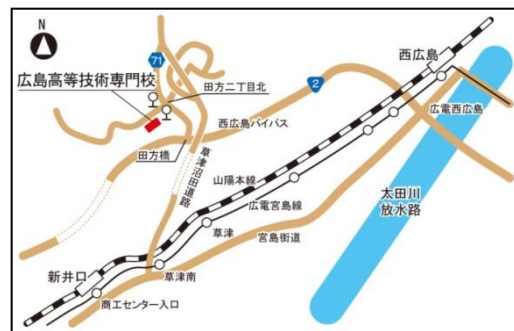 N
71
広島高等技術専門校
田方二丁目北
西広島
2
西広島バイパス
広電西広島
田方橋
草津沼田道路
山陽本線
太田川
放水路
広電宮島線
草津
宮島街道
新井口
草津南
商工センター入口